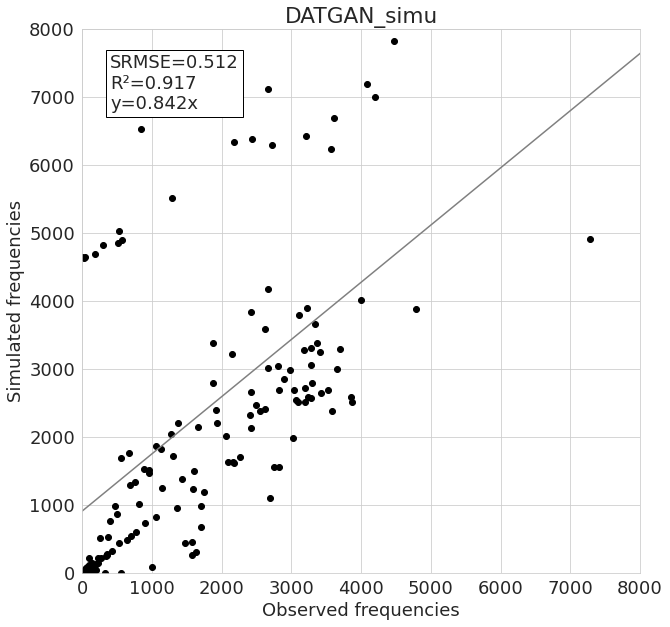 DATGAN_simu
SRMSE=0.512
R²=0.917
y=0.842x
8000
7000
6000
5000
4000
3000
2000
1000
0
Simulated frequencies
0 1000 2000 3000 4000 5000 6000 7000 8000
Observed frequencies